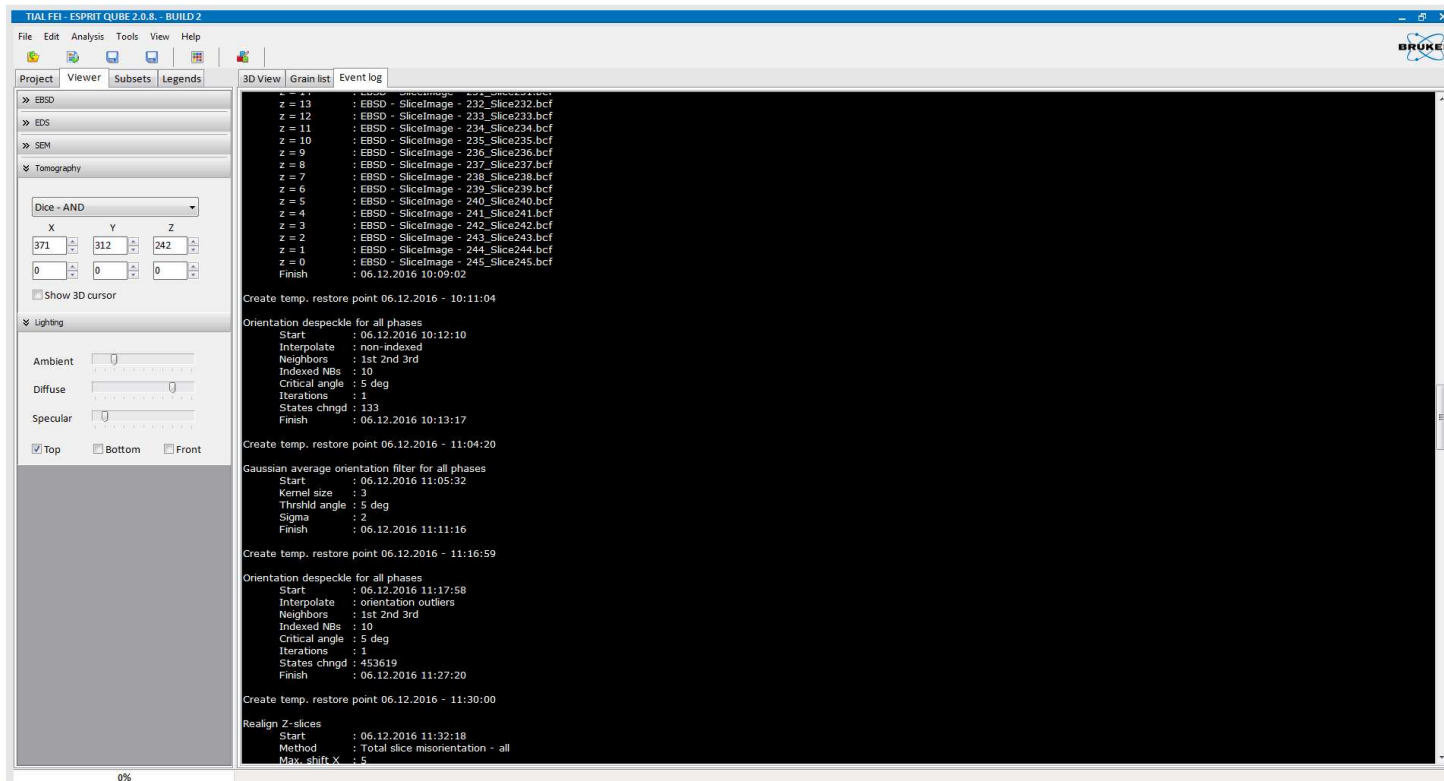 TIAL FEI - ESPRIT QUBE 2.0.8. - BUILD 2
File Edit Analysis Tools View Help
BRUKE
Project Viewer Subsets Legends
3D View Grain list Event log
EBSD
EDS
SEM
Tomography
Dice - AND
X Y Z
371 312 242
0 0 0
Show 3D cursor
Lighting
Ambient
Diffuse
Specular
Top Bottom Front
z = 14 : EBSD - SliceImage - 231_Slice231.bcf
z = 13 : EBSD - SliceImage - 232_Slice232.bcf
z = 12 : EBSD - SliceImage - 233_Slice233.bcf
z = 11 : EBSD - SliceImage - 234_Slice234.bcf
z = 10 : EBSD - SliceImage - 235_Slice235.bcf
z = 9 : EBSD - SliceImage - 236_Slice236.bcf
z = 8 : EBSD - SliceImage - 237_Slice237.bcf
z = 7 : EBSD - SliceImage - 238_Slice238.bcf
z = 6 : EBSD - SliceImage - 239_Slice239.bcf
z = 5 : EBSD - SliceImage - 240_Slice240.bcf
z = 4 : EBSD - SliceImage - 241_Slice241.bcf
z = 3 : EBSD - SliceImage - 242_Slice242.bcf
z = 2 : EBSD - SliceImage - 243_Slice243.bcf
z = 1 : EBSD - SliceImage - 244_Slice244.bcf
z = 0 : EBSD - SliceImage - 245_Slice245.bcf
Finish : 06.12.2016 10:09:02
Create temp. restore point 06.12.2016 - 10:11:04
Orientation despeckle for all phases
Start : 06.12.2016 10:12:10
Interpolate : non-indexed
Neighbors : 1st 2nd 3rd
Indexed NBs : 10
Critical angle : 5 deg
Iterations : 1
States chngd : 133
Finish : 06.12.2016 10:13:17
Create temp. restore point 06.12.2016 - 11:04:20
Gaussian average orientation filter for all phases
Start : 06.12.2016 11:05:32
Kernel size : 3
Thrshld angle : 5 deg
Sigma : 2
Finish : 06.12.2016 11:11:16
Create temp. restore point 06.12.2016 - 11:16:59
Orientation despeckle for all phases
Start : 06.12.2016 11:17:58
Interpolate : orientation outliers
Neighbors : 1st 2nd 3rd
Indexed NBs : 10
Critical angle : 5 deg
Iterations : 1
States chngd : 453619
Finish : 06.12.2016 11:27:20
Create temp. restore point 06.12.2016 - 11:30:00
Realign Z-slices
Start : 06.12.2016 11:32:18
Method : Total slice misorientation - all
Max. shift X : 5
0%